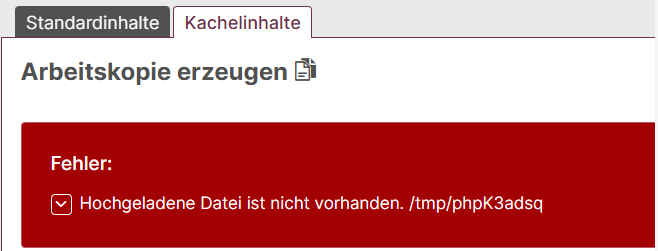 Standardinhalte
Kachelinhalte
Arbeitskopie erzeugen
Fehler:
Hochgeladene Datei ist nicht vorhanden. /tmp/phpK3adsq